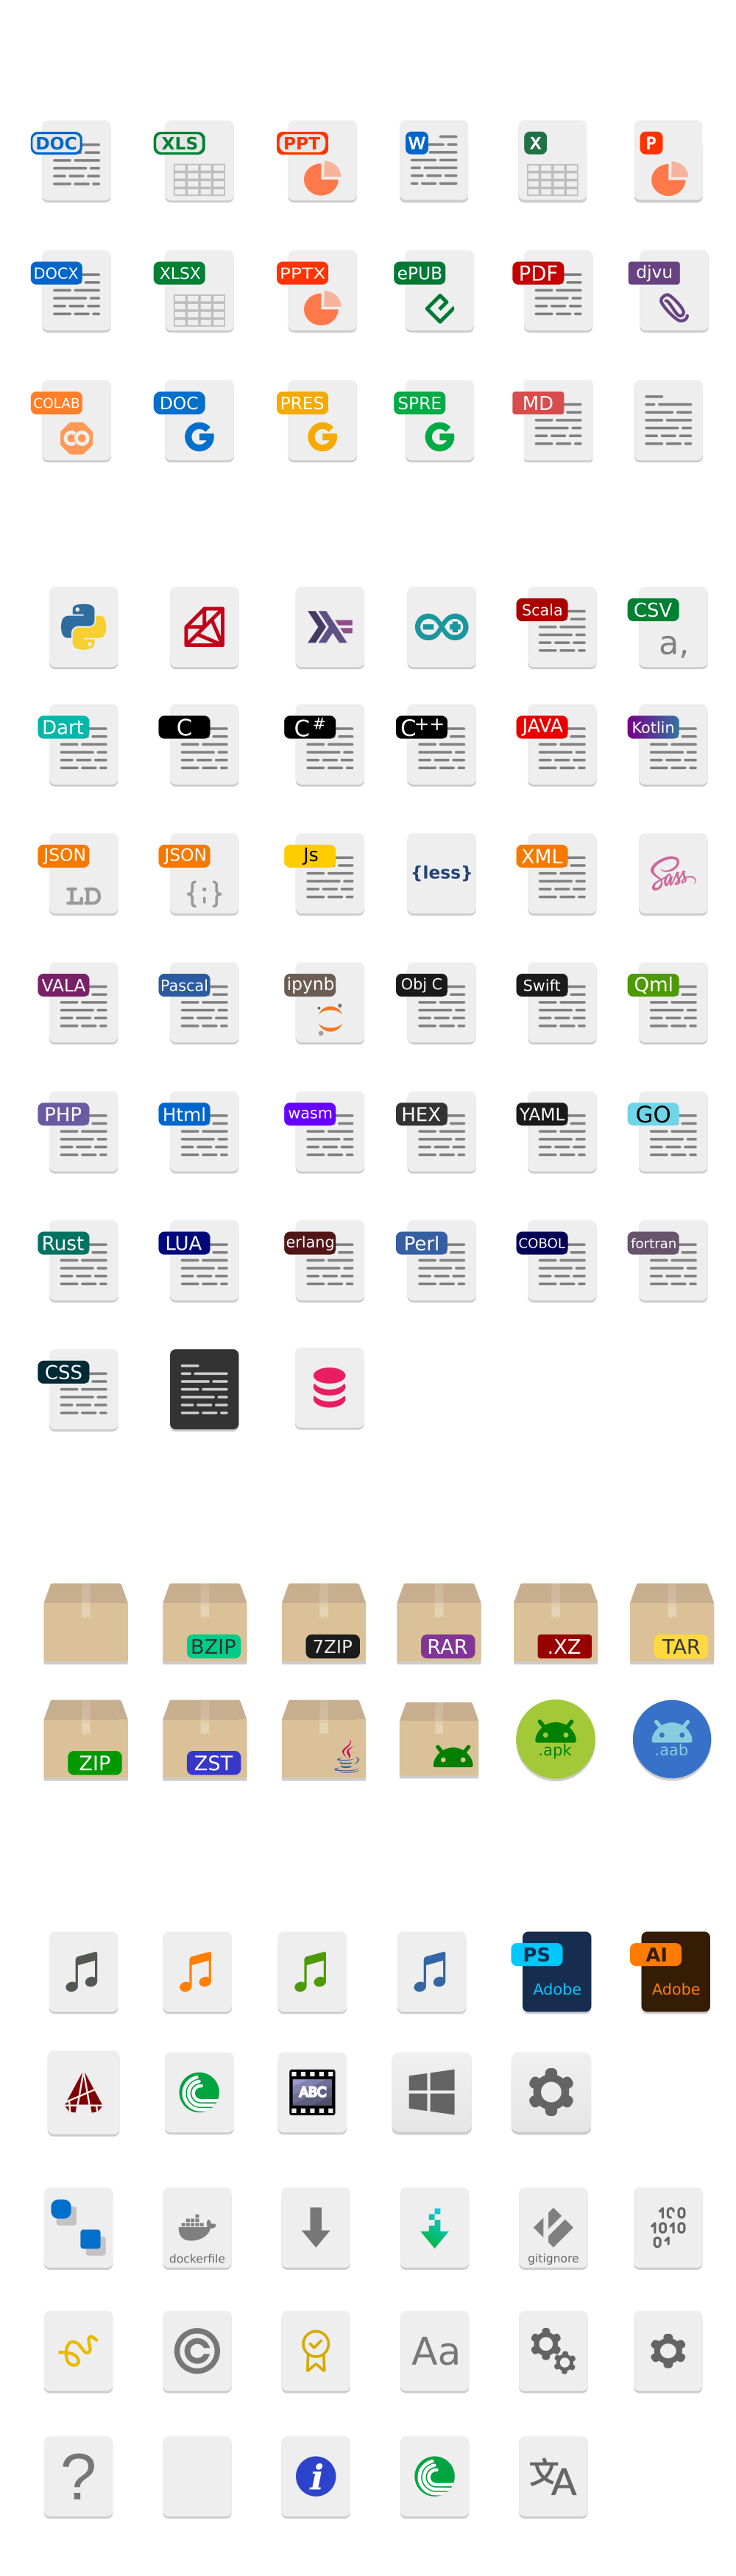 DOC XLS PPT W X P
DOCX XLSX PPTX ePUB PDF djvu
COLAB DOC PRES SPRE MD
Scala CSV
a,
Dart C C# C++ JAVA Kotlin
JSON JSON Js {less} XML Sass
LD {;}
VALA Pascal ipynb Obj C Swift Qml
PHP Html wasm HEX YAML GO
Rust LUA erlang Perl COBOL fortran
CSS
BZIP 7ZIP RAR .XZ TAR
ZIP ZST .apk .aab
PS AI
Adobe Adobe
ABC
dockerfile gitignore
100
1010
01
© Aa
? i 文A